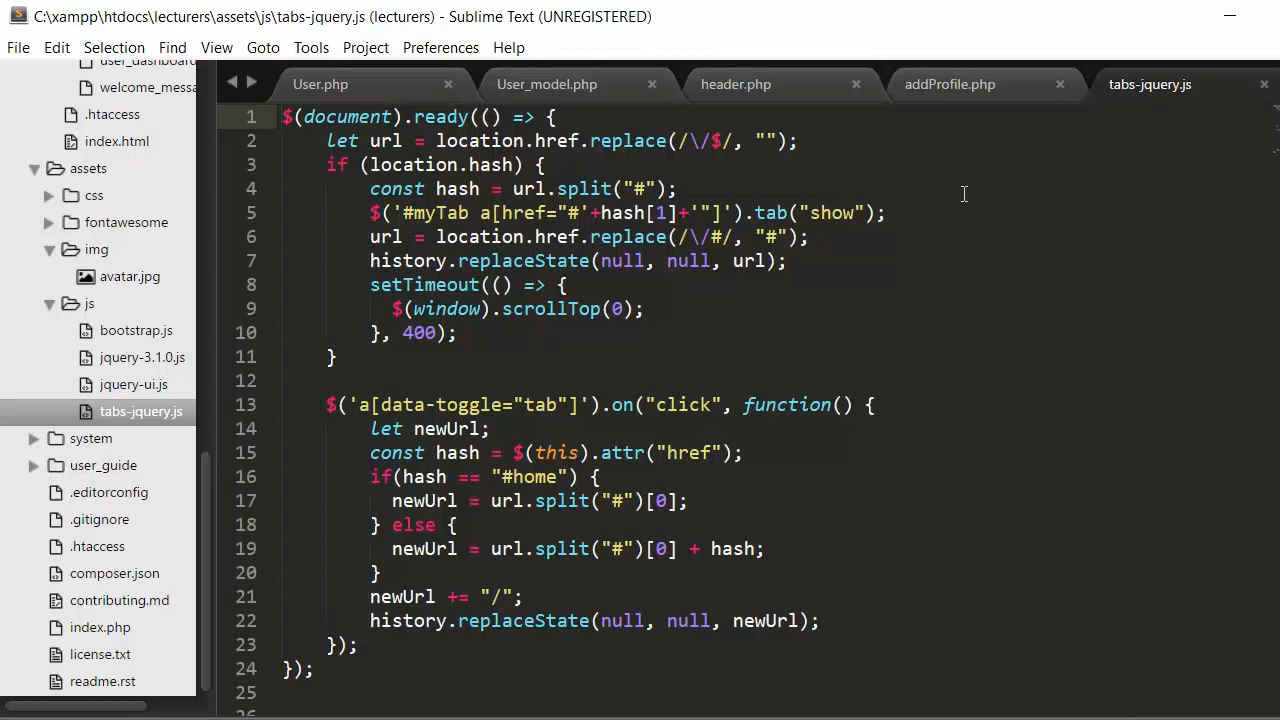 C:\xampp\htdocs\lecturers\assets\js\tabs-jquery.js (lecturers) - Sublime Text (UNREGISTERED)
File Edit Selection Find View Goto Tools Project Preferences Help
user_dashboard
welcome_messa
.htaccess
index.html
assets
css
fontawesome
img
avatar.jpg
js
bootstrap.js
jquery-3.1.0.js
jquery-ui.js
tabs-jquery.js
system
user_guide
.editorconfig
.gitignore
.htaccess
composer.json
contributing.md
index.php
license.txt
readme.rst
User.php User_model.php header.php addProfile.php tabs-jquery.js
1 $(document).ready(() => {
2 let url = location.href.replace(/\/$/, "");
3 if (location.hash) {
4 const hash = url.split("#");
5 $('#myTab a[href="#'+hash[1]+'"]').tab("show");
6 url = location.href.replace(/\/#/, "#");
7 history.replaceState(null, null, url);
8 setTimeout(() => {
9 $(window).scrollTop(0);
10 }, 400);
11 }
12
13 $('a[data-toggle="tab"]').on("click", function() {
14 let newUrl;
15 const hash = $(this).attr("href");
16 if(hash == "#home") {
17 newUrl = url.split("#")[0];
18 } else {
19 newUrl = url.split("#")[0] + hash;
20 }
21 newUrl += "/";
22 history.replaceState(null, null, newUrl);
23 });
24 });
25